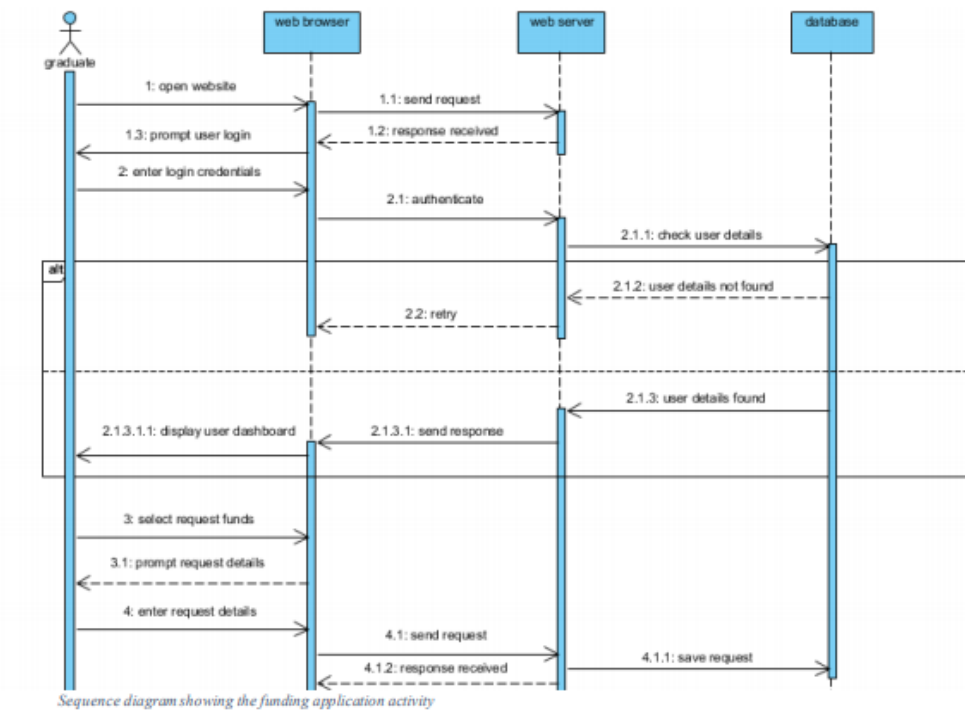 web browser
web server
database
graduate
1: open website
1.1: send request
1.2: response received
1.3: prompt user login
2: enter login credentials
2.1: authenticate
2.1.1: check user details
alt
2.1.2: user details not found
2.2: retry
2.1.3: user details found
2.1.3.1.1: display user dashboard
2.1.3.1: send response
3: select request funds
3.1: prompt request details
4: enter request details
4.1: send request
4.1.1: save request
4.1.2: response received
Sequence diagram showing the funding application activity